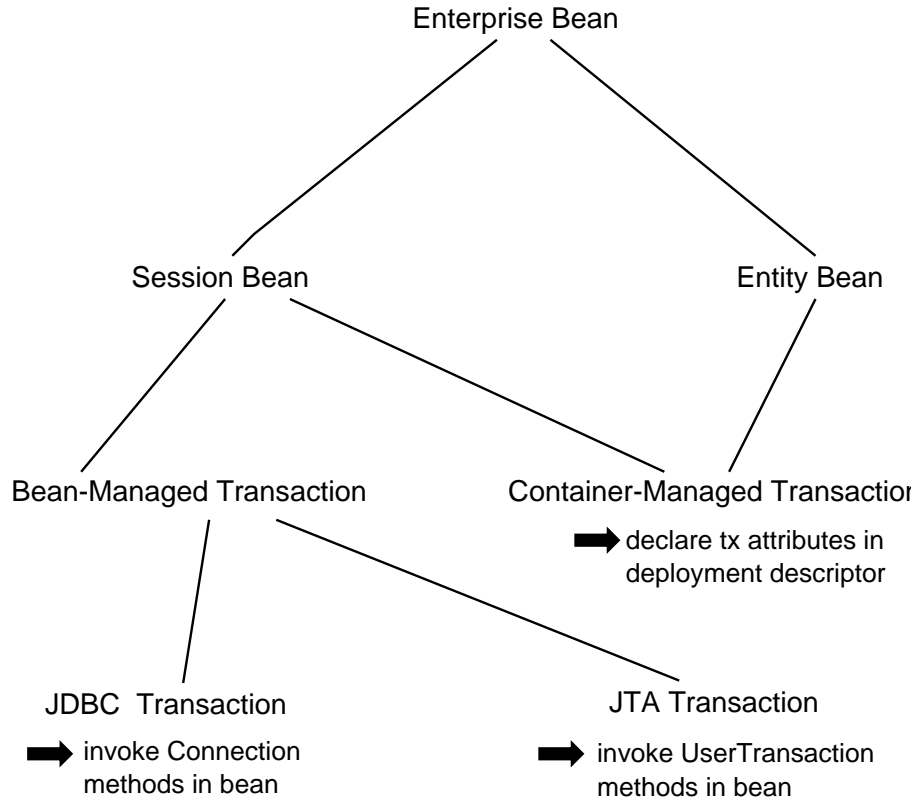 Enterprise Bean
Session Bean
Entity Bean
Bean-Managed Transaction
Container-Managed Transaction
declare tx attributes in
deployment descriptor
JDBC Transaction
invoke Connection
methods in bean
JTA Transaction
invoke UserTransaction
methods in bean